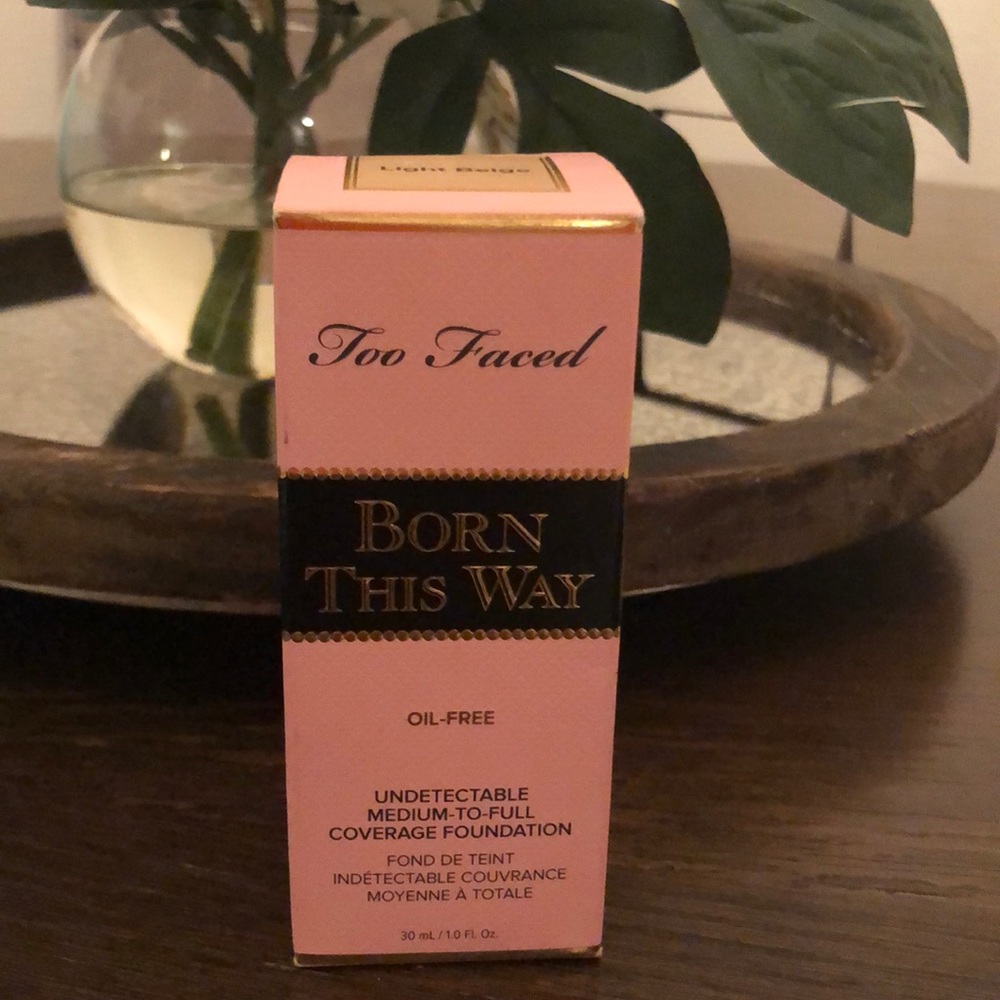 Light Beige
Too Faced
BORN
THIS WAY
OIL-FREE
UNDETECTABLE
MEDIUM-TO-FULL
COVERAGE FOUNDATION
FOND DE TEINT
INDÉTECTABLE COUVRANCE
MOYENNE À TOTALE
30 mL / 1.0 Fl. Oz.